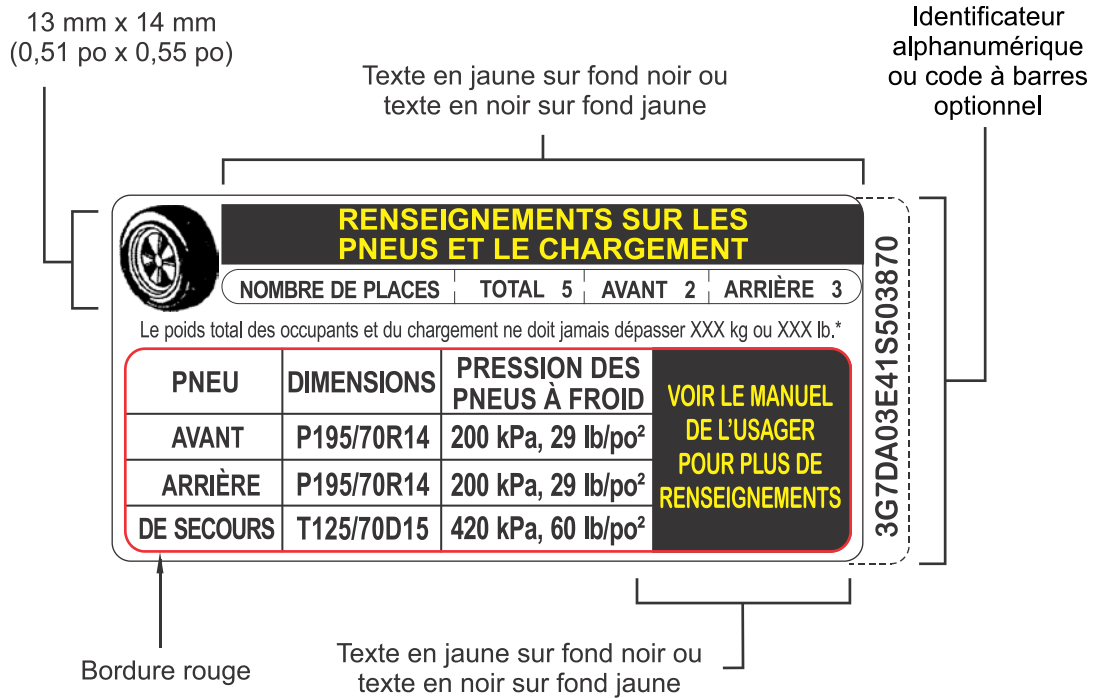 13 mm x 14 mm
(0,51 po x 0,55 po)
Texte en jaune sur fond noir ou
texte en noir sur fond jaune
Identificateur
alphanumérique
ou code à barres
optionnel
RENSEIGNEMENTS SUR LES
PNEUS ET LE CHARGEMENT
NOMBRE DE PLACES TOTAL 5 AVANT 2 ARRIÈRE 3
Le poids total des occupants et du chargement ne doit jamais dépasser XXX kg ou XXX lb.*
PNEU DIMENSIONS PRESSION DES
PNEUS À FROID
AVANT P195/70R14 200 kPa, 29 lb/po²
ARRIÈRE P195/70R14 200 kPa, 29 lb/po²
DE SECOURS T125/70D15 420 kPa, 60 lb/po²
VOIR LE MANUEL
DE L'USAGER
POUR PLUS DE
RENSEIGNEMENTS
3G7DA03E41S503870
Bordure rouge
Texte en jaune sur fond noir ou
texte en noir sur fond jaune